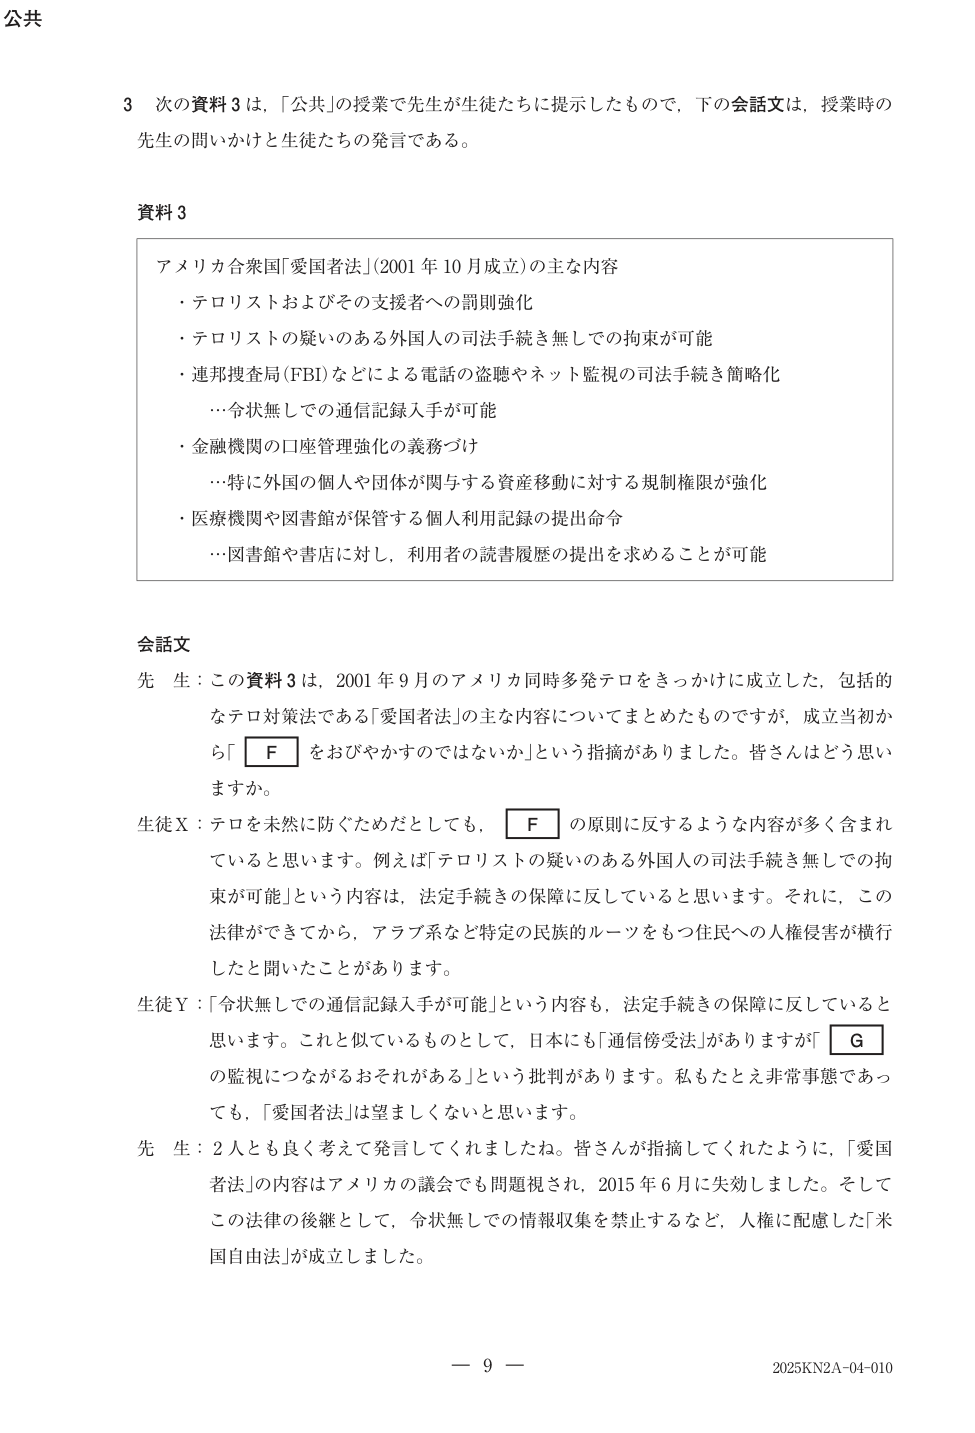 公共
3 次の資料3は，「公共」の授業で先生が生徒たちに提示したもので，下の会話文は，授業時の
先生の問いかけと生徒たちの発言である。
資料3
アメリカ合衆国「愛国者法」(2001年10月成立)の主な内容
・テロリストおよびその支援者への罰則強化
・テロリストの疑いのある外国人の司法手続き無しでの拘束が可能
・連邦捜査局(FBI)などによる電話の盗聴やネット監視の司法手続き簡略化
…令状無しでの通信記録入手が可能
・金融機関の口座管理強化の義務づけ
…特に外国の個人や団体が関与する資産移動に対する規制権限が強化
・医療機関や図書館が保管する個人利用記録の提出命令
…図書館や書店に対し，利用者の読書履歴の提出を求めることが可能
会話文
先 生：この資料3は，2001年9月のアメリカ同時多発テロをきっかけに成立した，包括的
なテロ対策法である「愛国者法」の主な内容についてまとめたものですが，成立当初か
ら「 F をおびやかすのではないか」という指摘がありました。皆さんはどう思い
ますか。
生徒X：テロを未然に防ぐためだとしても， F の原則に反するような内容が多く含まれ
ていると思います。例えば「テロリストの疑いのある外国人の司法手続き無しでの拘
束が可能」という内容は，法定手続きの保障に反していると思います。それに，この
法律ができてから，アラブ系など特定の民族的ルーツをもつ住民への人権侵害が横行
したと聞いたことがあります。
生徒Y：「令状無しでの通信記録入手が可能」という内容も，法定手続きの保障に反していると
思います。これと似ているものとして，日本にも「通信傍受法」がありますが「 G
の監視につながるおそれがある」という批判があります。私もたとえ非常事態であっ
ても，「愛国者法」は望ましくないと思います。
先 生：2人とも良く考えて発言してくれましたね。皆さんが指摘してくれたように，「愛国
者法」の内容はアメリカの議会でも問題視され，2015年6月に失効しました。そして
この法律の後継として，令状無しでの情報収集を禁止するなど，人権に配慮した「米
国自由法」が成立しました。
— 9 —
2025KN2A-04-010